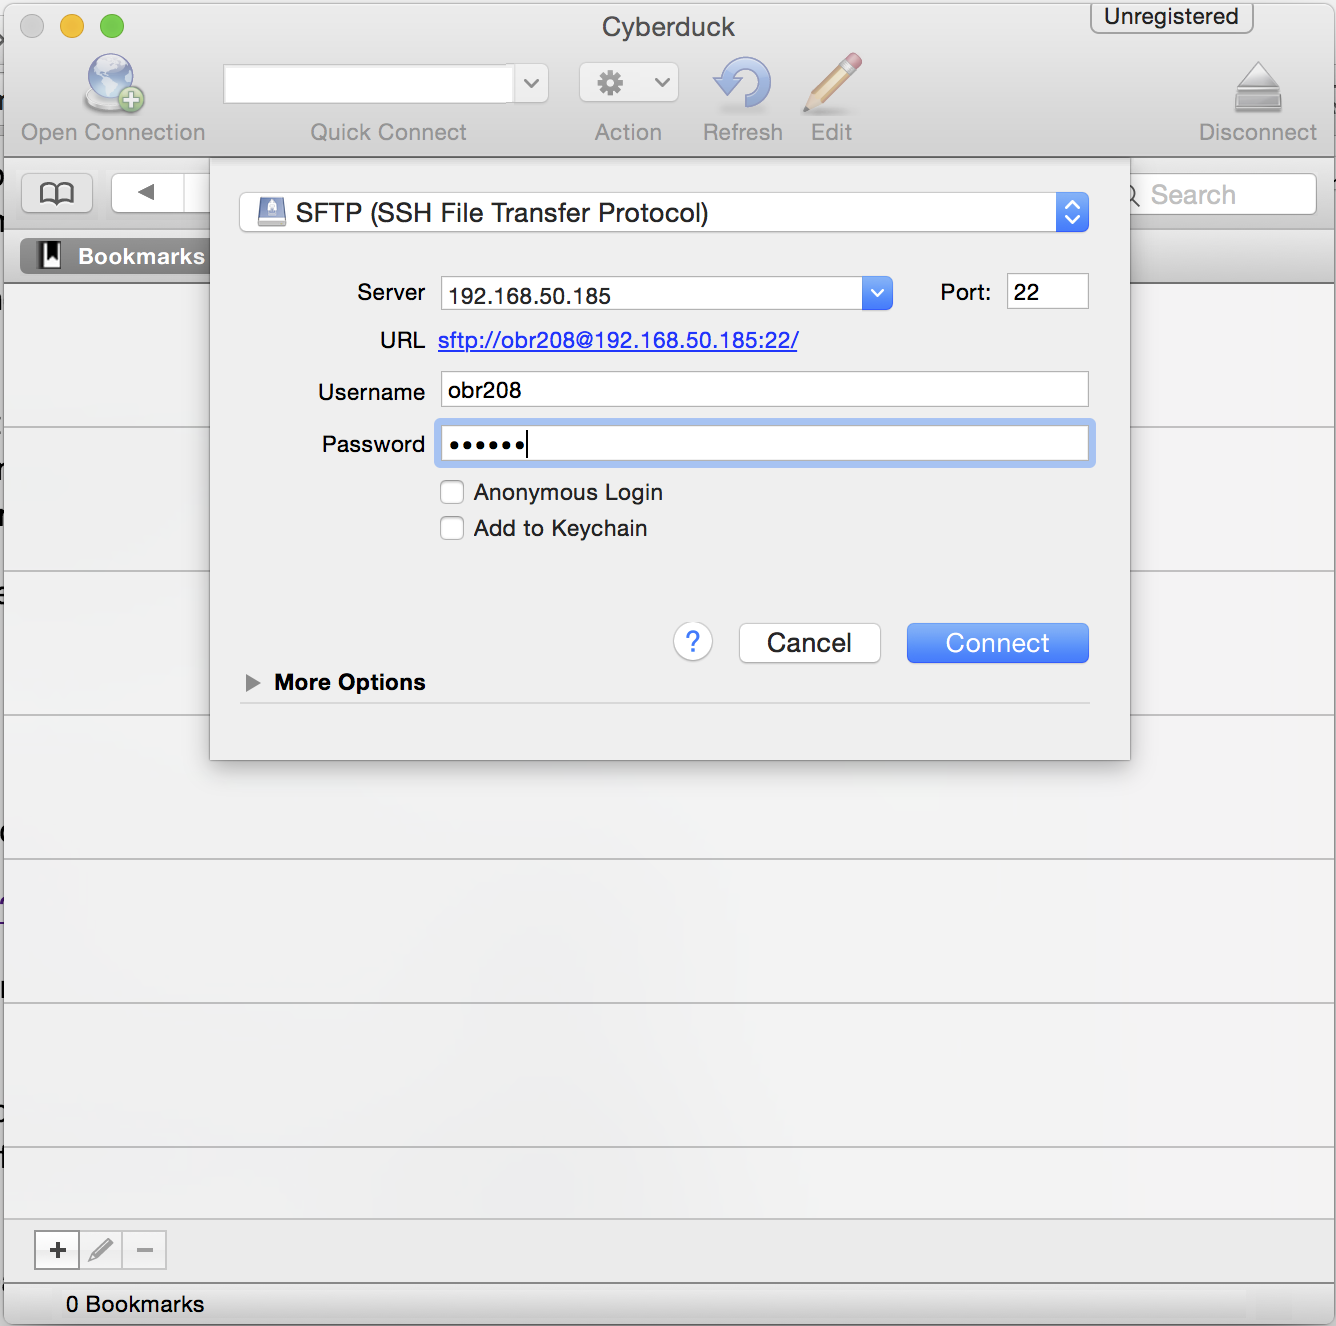 Cyberduck
Unregistered
Open Connection
Quick Connect
Action
Refresh
Edit
Disconnect
Search
Bookmarks
SFTP (SSH File Transfer Protocol)
Server 192.168.50.185 Port: 22
URL sftp://obr208@192.168.50.185:22/
Username obr208
Password ••••••
Anonymous Login
Add to Keychain
? Cancel Connect
More Options
0 Bookmarks